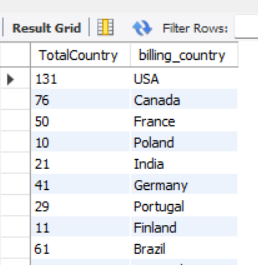 Result Grid Filter Rows:
TotalCountry billing_country
131 USA
76 Canada
50 France
10 Poland
21 India
41 Germany
29 Portugal
11 Finland
61 Brazil